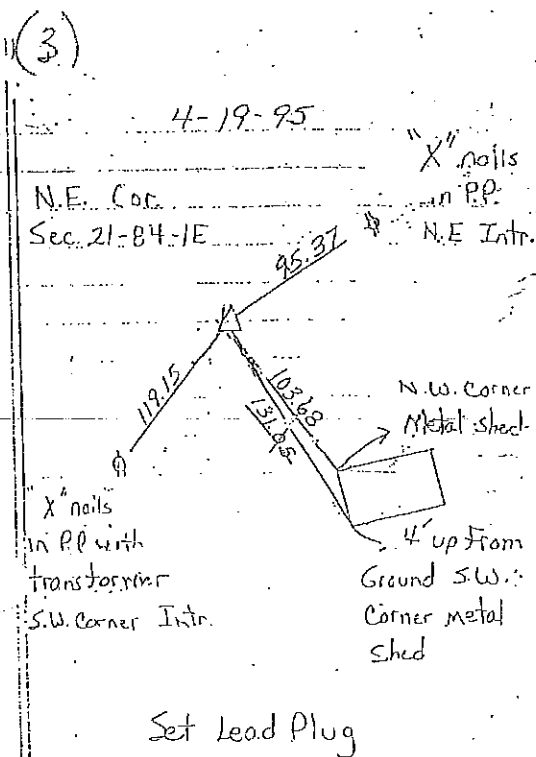 (3)
4-19-95
N.E. Cor.
Sec. 21-84-1E
"X" nails
in P.P.
N.E Intr.
95.37
119.15
103.68
131.95
N.W. Corner
Metal shed
"X" nails
in P.P. with
transformer
S.W. Corner Intr.
4' up From
Ground S.W.
Corner metal
shed
Set Lead Plug